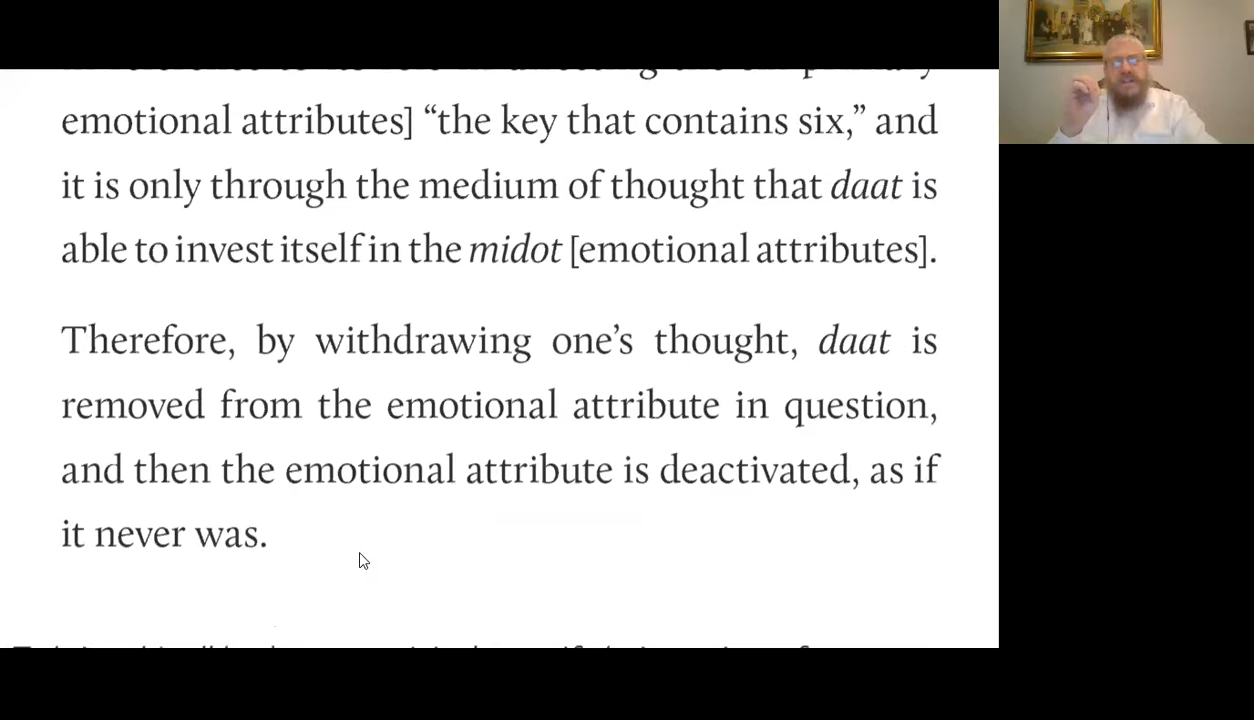 emotional attributes] “the key that contains six,” and
it is only through the medium of thought that daat is
able to invest itself in the midot [emotional attributes].
Therefore, by withdrawing one’s thought, daat is
removed from the emotional attribute in question,
and then the emotional attribute is deactivated, as if
it never was.